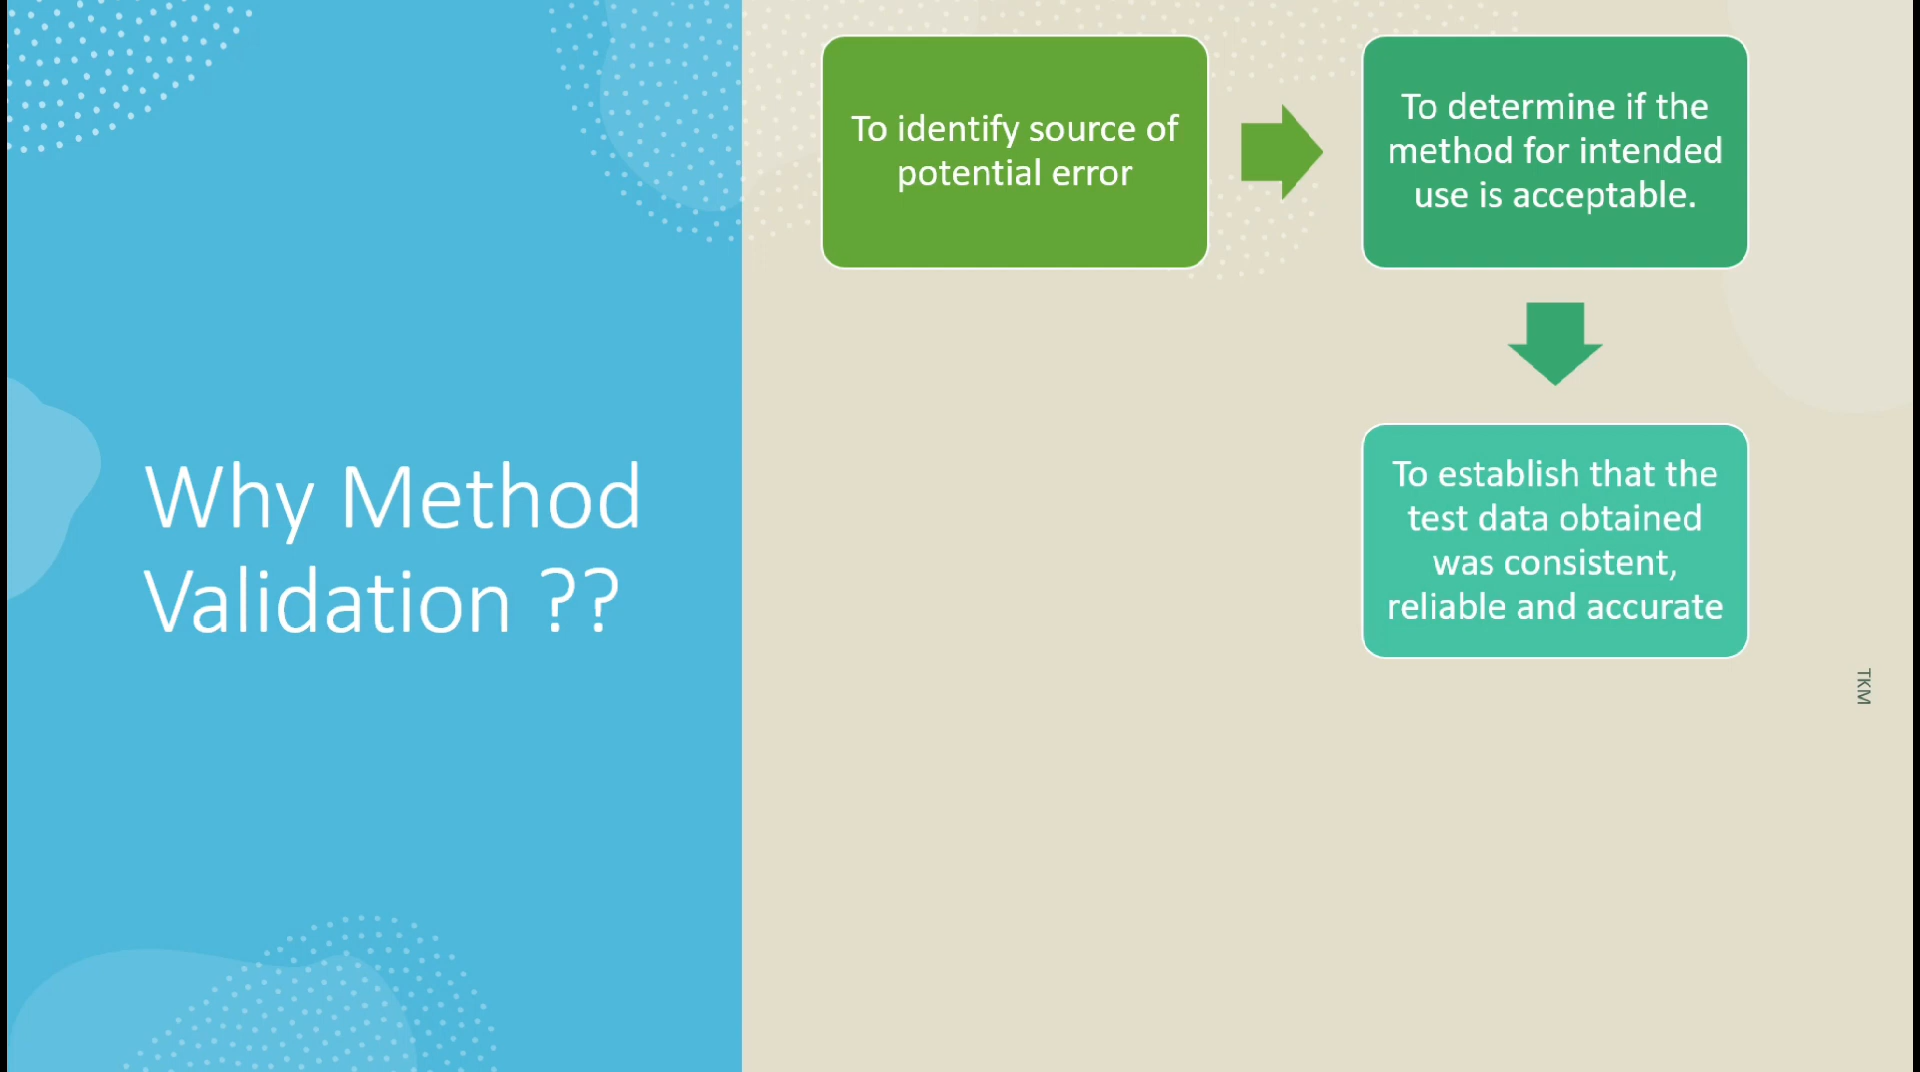 Why Method
Validation ??
To identify source of
potential error
To determine if the
method for intended
use is acceptable.
To establish that the
test data obtained
was consistent,
reliable and accurate
TKM